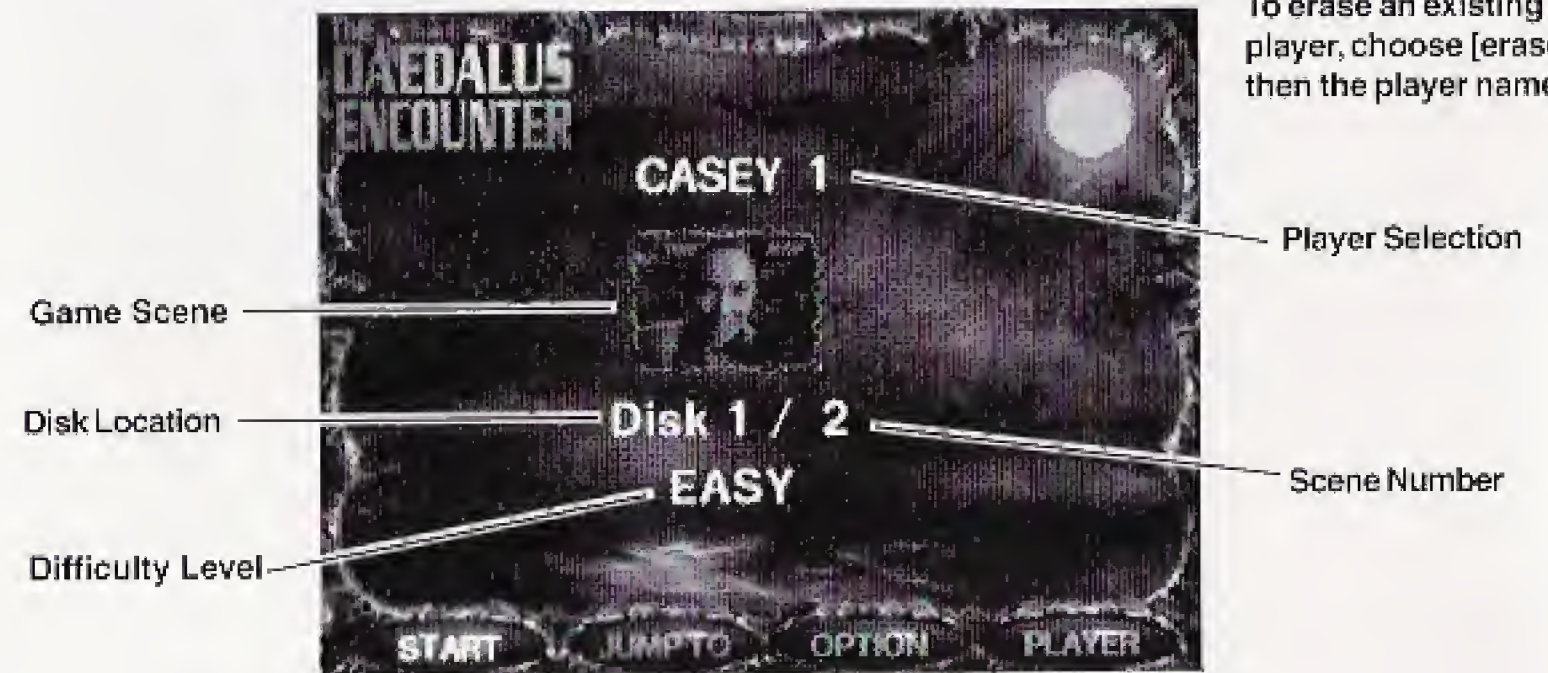 To erase an existing
player, choose [erase
then the player name
THE
DAEDALUS
ENCOUNTER
CASEY 1
Player Selection
Game Scene
Disk Location
Disk 1 / 2
Scene Number
EASY
Difficulty Level
START
JUMP TO
OPTION
PLAYER